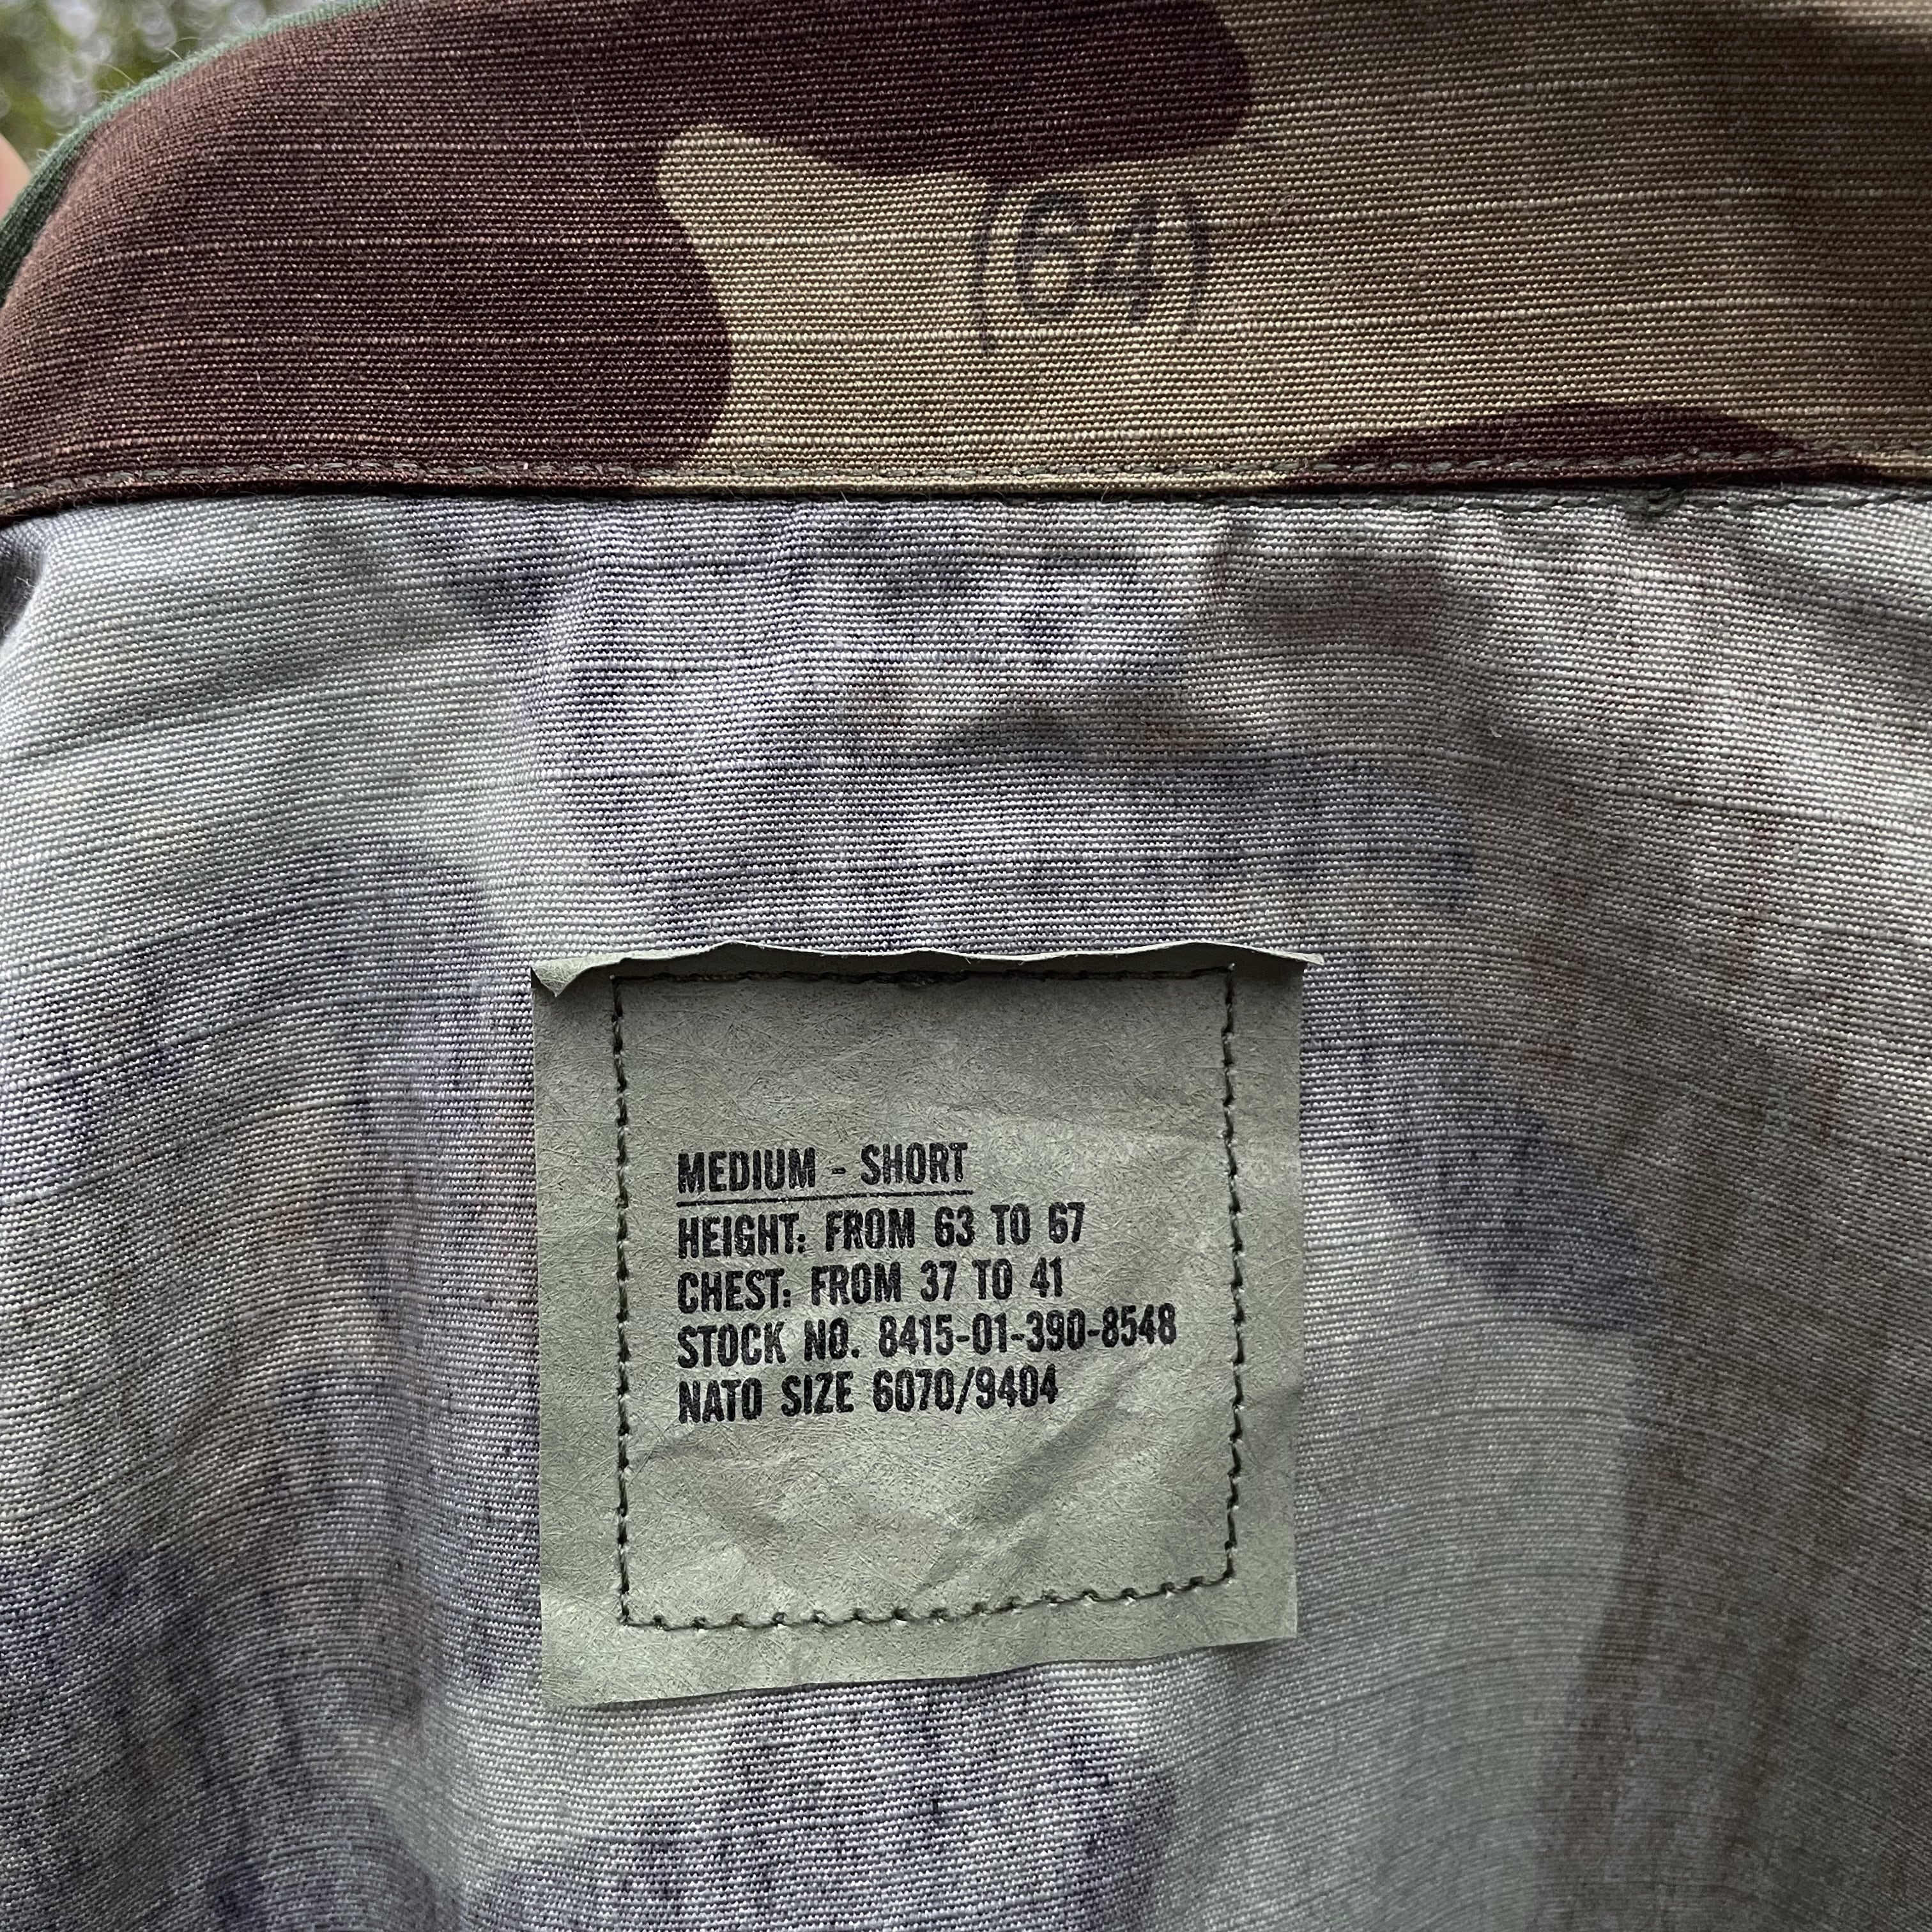 (64)
MEDIUM - SHORT
HEIGHT: FROM 63 TO 67
CHEST: FROM 37 TO 41
STOCK NO. 8415-01-390-8548
NATO SIZE 6070/9404